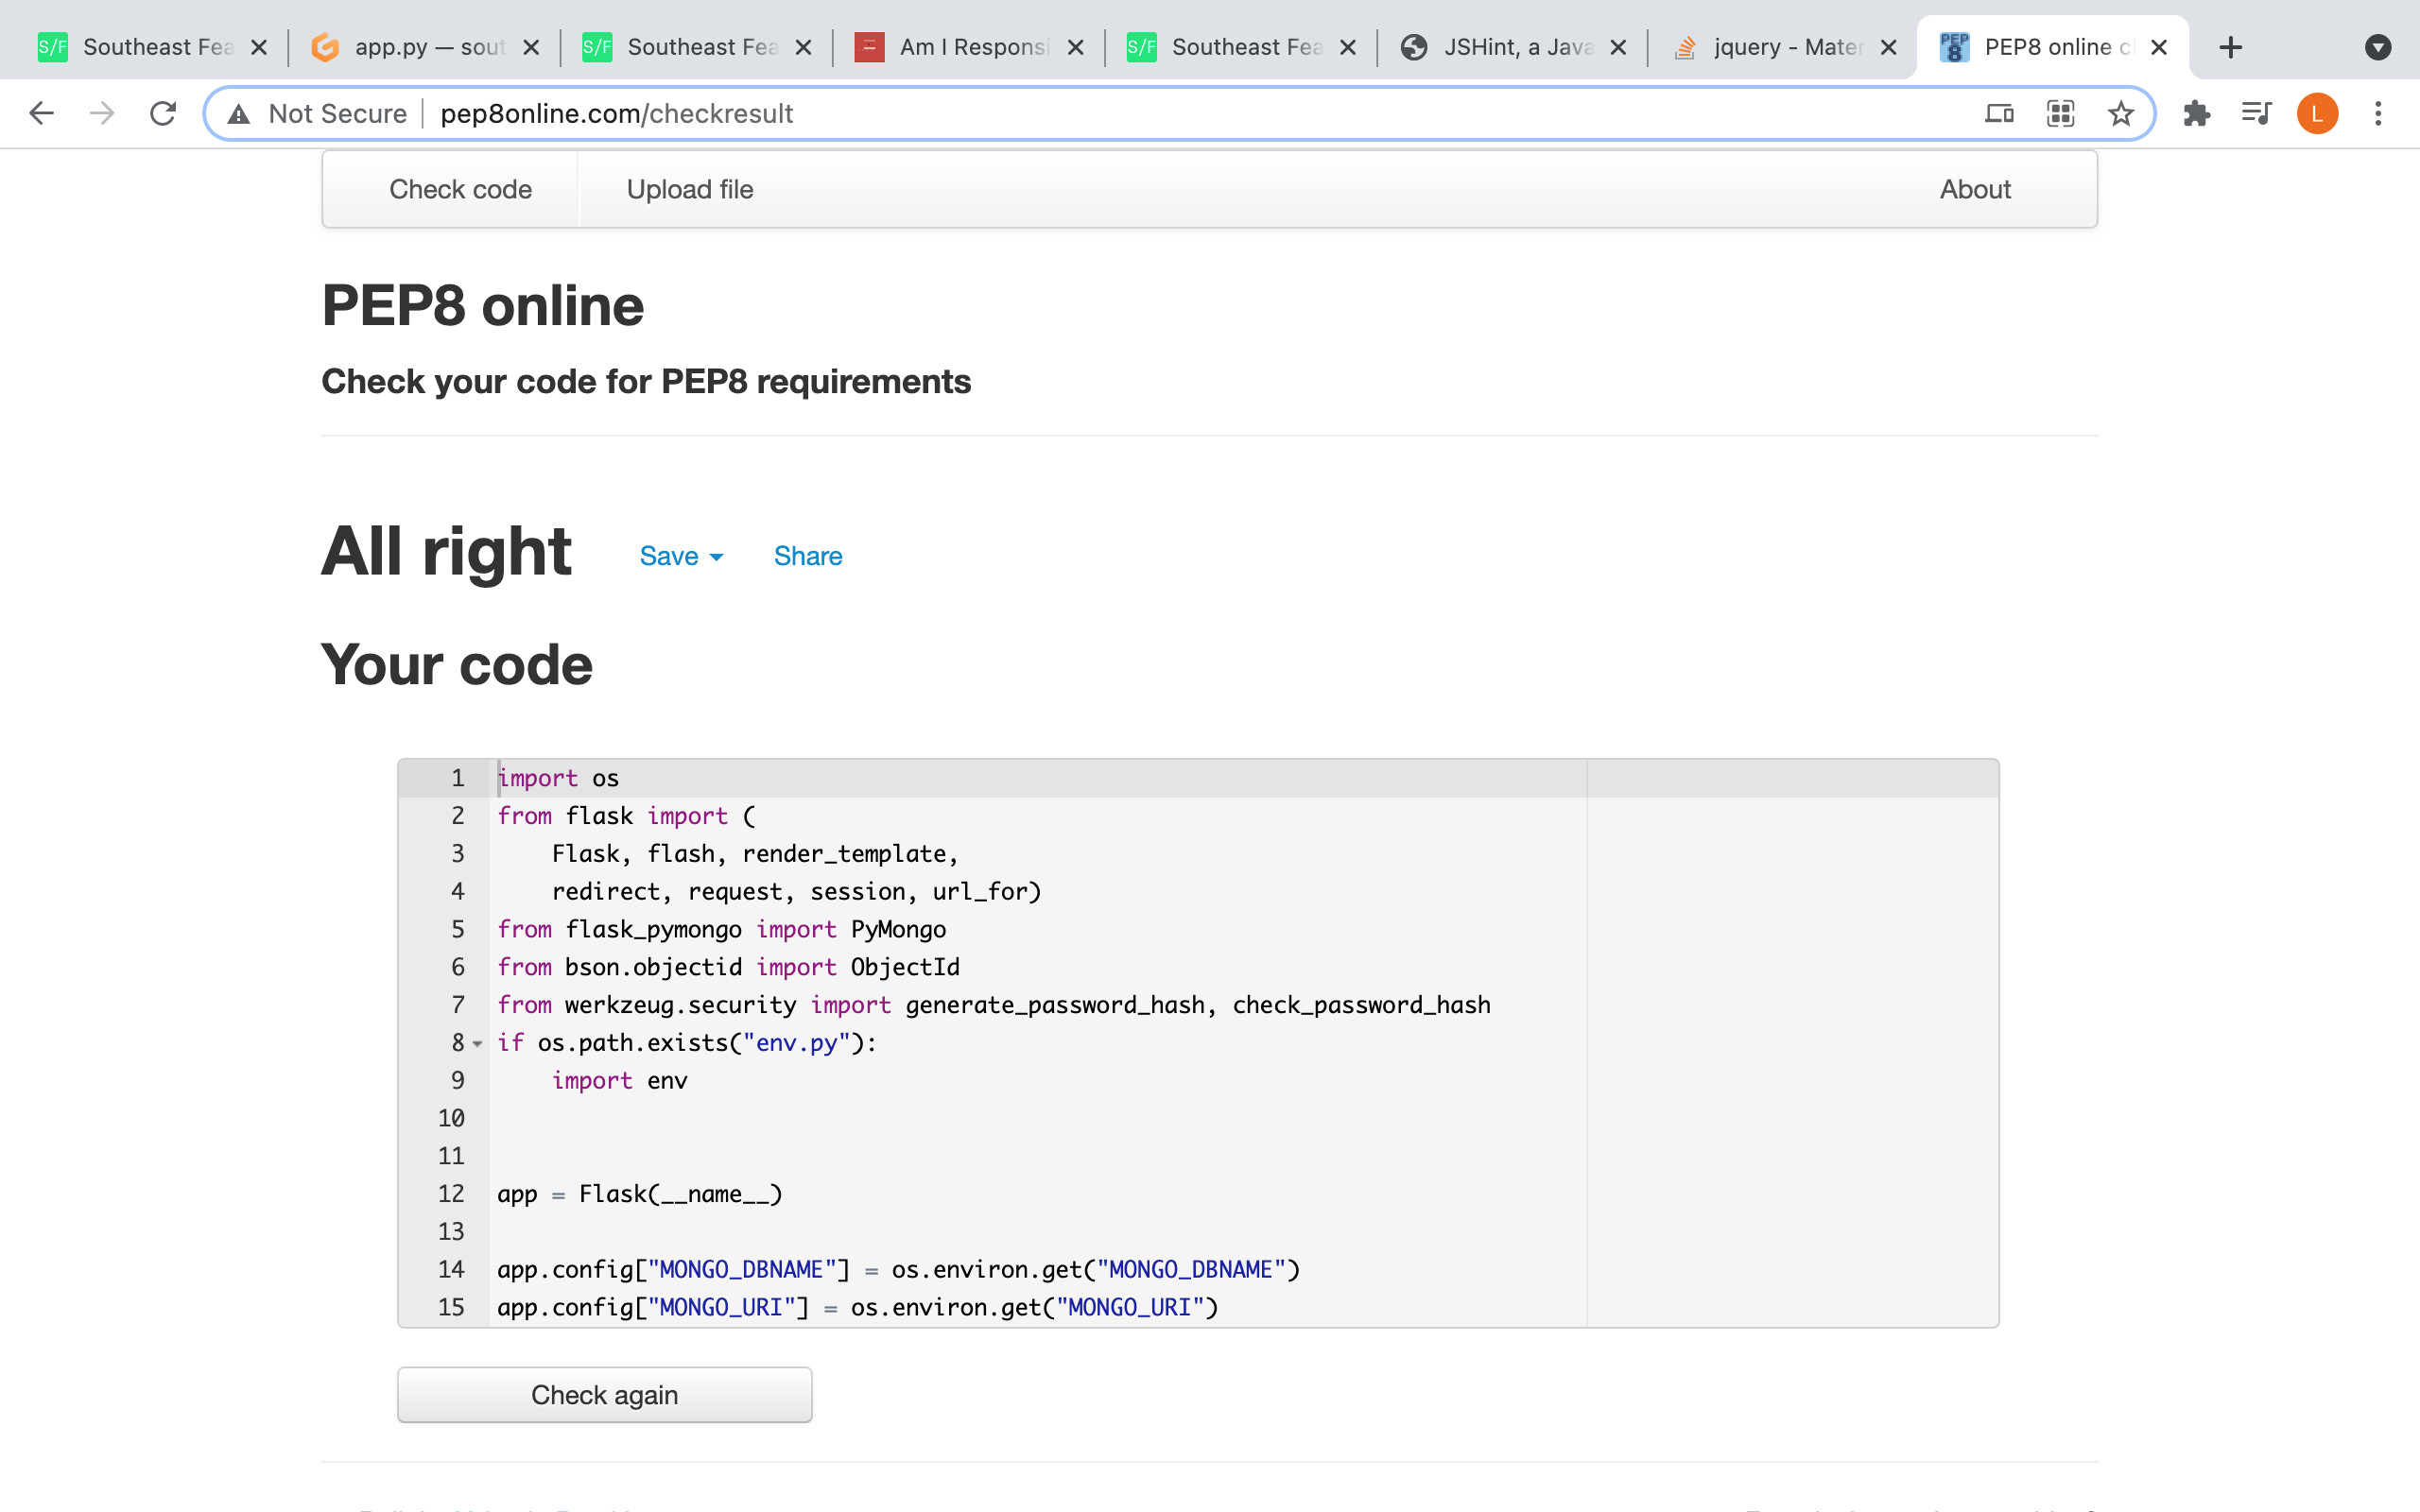 S/F Southeast Fea
app.py — sout
S/F Southeast Fea
Am I Responsi
S/F Southeast Fea
JSHint, a Java
jquery - Mater
PEP 8 PEP8 online c
Not Secure pep8online.com/checkresult
L
Check code Upload file About
PEP8 online
Check your code for PEP8 requirements
All right Save Share
Your code
1 import os
2 from flask import (
3 Flask, flash, render_template,
4 redirect, request, session, url_for)
5 from flask_pymongo import PyMongo
6 from bson.objectid import ObjectId
7 from werkzeug.security import generate_password_hash, check_password_hash
8 if os.path.exists("env.py"):
9 import env
10
11
12 app = Flask(__name__)
13
14 app.config["MONGO_DBNAME"] = os.environ.get("MONGO_DBNAME")
15 app.config["MONGO_URI"] = os.environ.get("MONGO_URI")
Check again